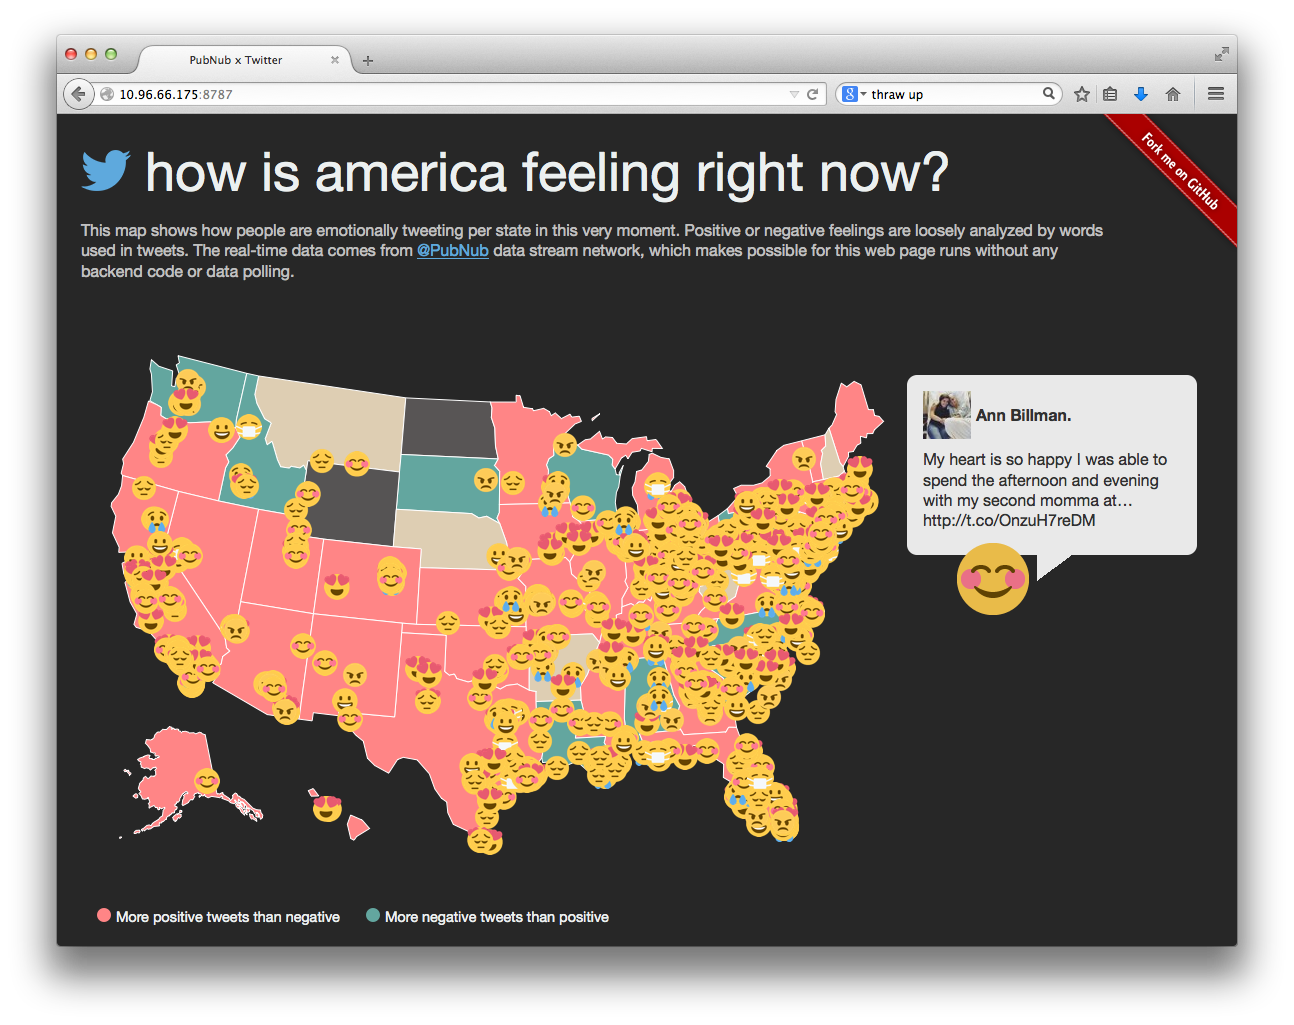 PubNub x Twitter
10.96.66.175:8787
8
thraw up
Fork me on GitHub
how is america feeling right now?
This map shows how people are emotionally tweeting per state in this very moment. Positive or negative feelings are loosely analyzed by words
used in tweets. The real-time data comes from @PubNub data stream network, which makes possible for this web page runs without any
backend code or data polling.
Ann Billman.
My heart is so happy I was able to
spend the afternoon and evening
with my second momma at…
http://t.co/OnzuH7reDM
More positive tweets than negative
More negative tweets than positive